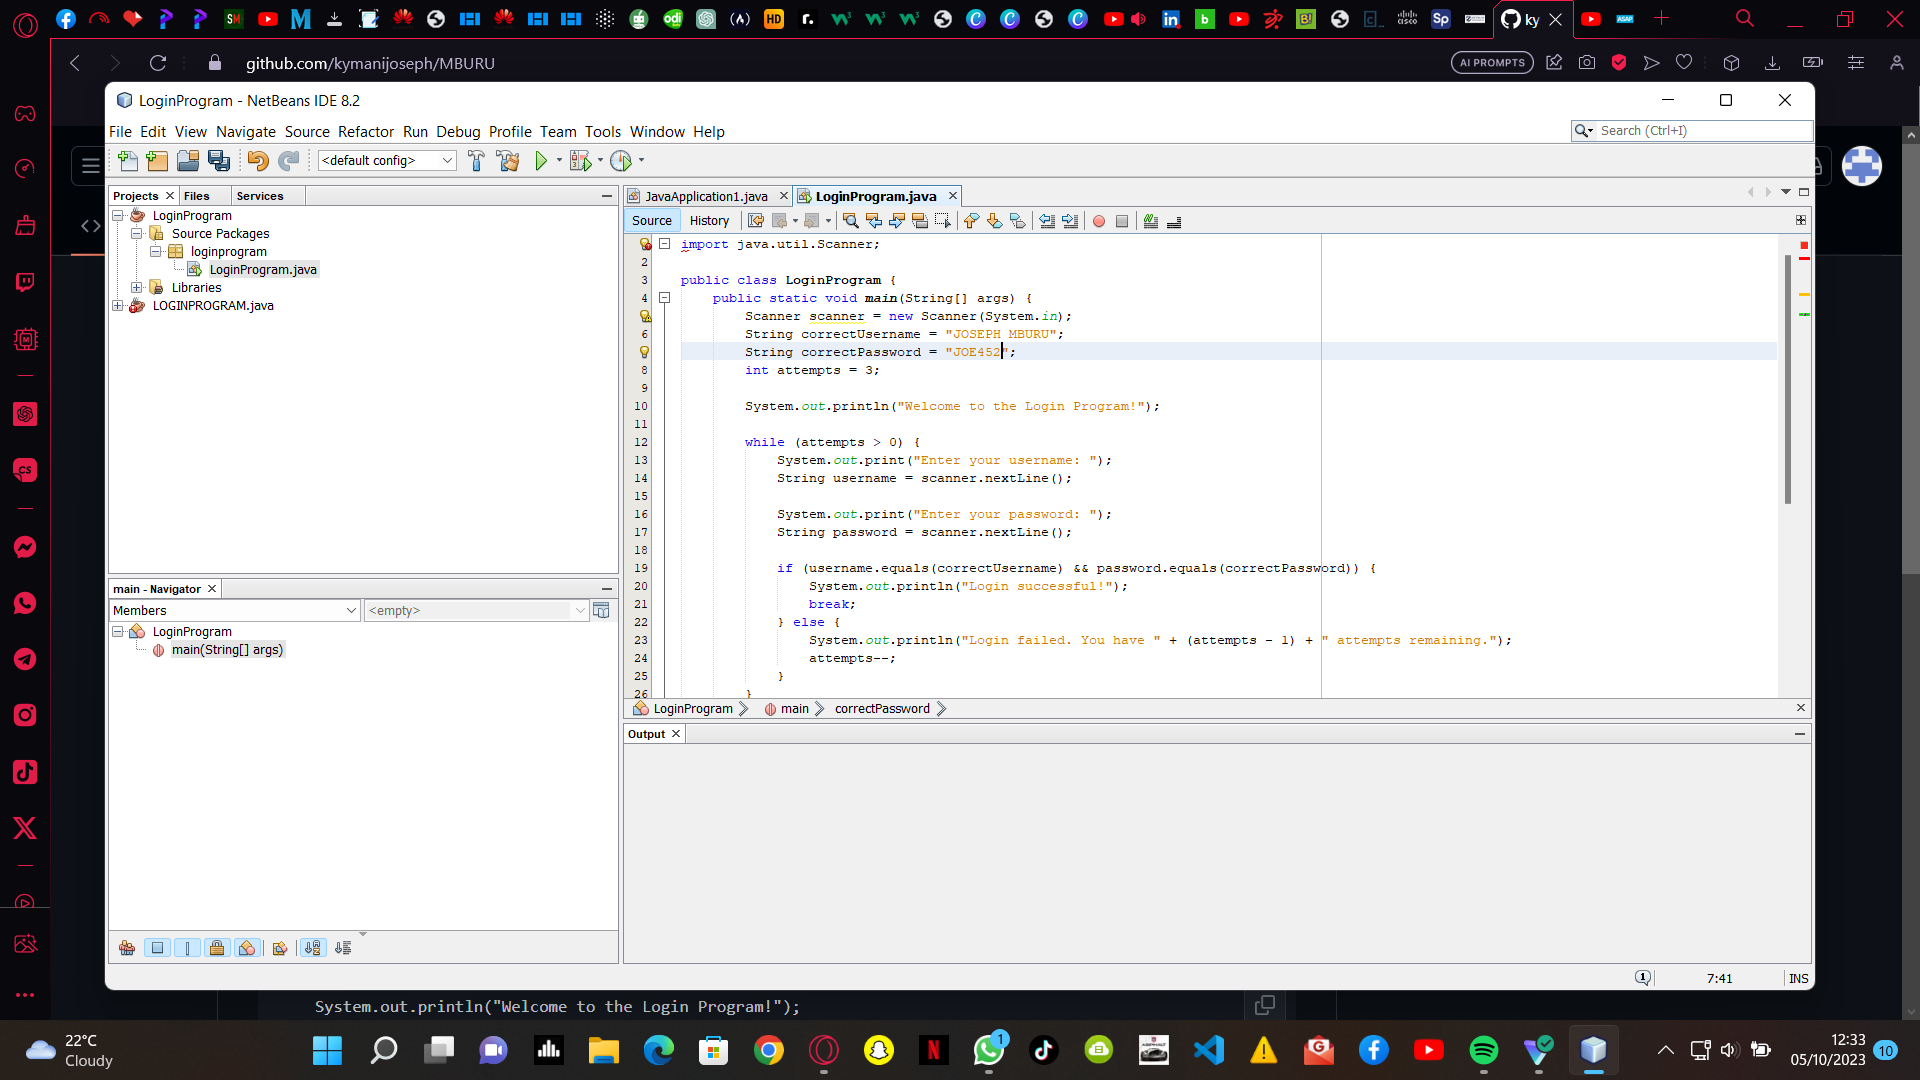 ky
github.com/kymanijoseph/MBURU
AI PROMPTS
LoginProgram - NetBeans IDE 8.2
File Edit View Navigate Source Refactor Run Debug Profile Team Tools Window Help
Search (Ctrl+I)
<default config>
Projects Files Services
LoginProgram
Source Packages
loginprogram
LoginProgram.java
Libraries
LOGINPROGRAM.java
main - Navigator
Members <empty>
LoginProgram
main(String[] args)
JavaApplication1.java LoginProgram.java
Source History
import java.util.Scanner;
2
3 public class LoginProgram {
4 public static void main(String[] args) {
Scanner scanner = new Scanner(System.in);
6 String correctUsername = "JOSEPH MBURU";
String correctPassword = "JOE452";
8 int attempts = 3;
9
10 System.out.println("Welcome to the Login Program!");
11
12 while (attempts > 0) {
13 System.out.print("Enter your username: ");
14 String username = scanner.nextLine();
15
16 System.out.print("Enter your password: ");
17 String password = scanner.nextLine();
18
19 if (username.equals(correctUsername) && password.equals(correctPassword)) {
20 System.out.println("Login successful!");
21 break;
22 } else {
23 System.out.println("Login failed. You have " + (attempts - 1) + " attempts remaining.");
24 attempts--;
25 }
26 }
LoginProgram main correctPassword
Output
7:41 INS
System.out.println("Welcome to the Login Program!");
22°C
Cloudy
1
12:33
05/10/2023
10